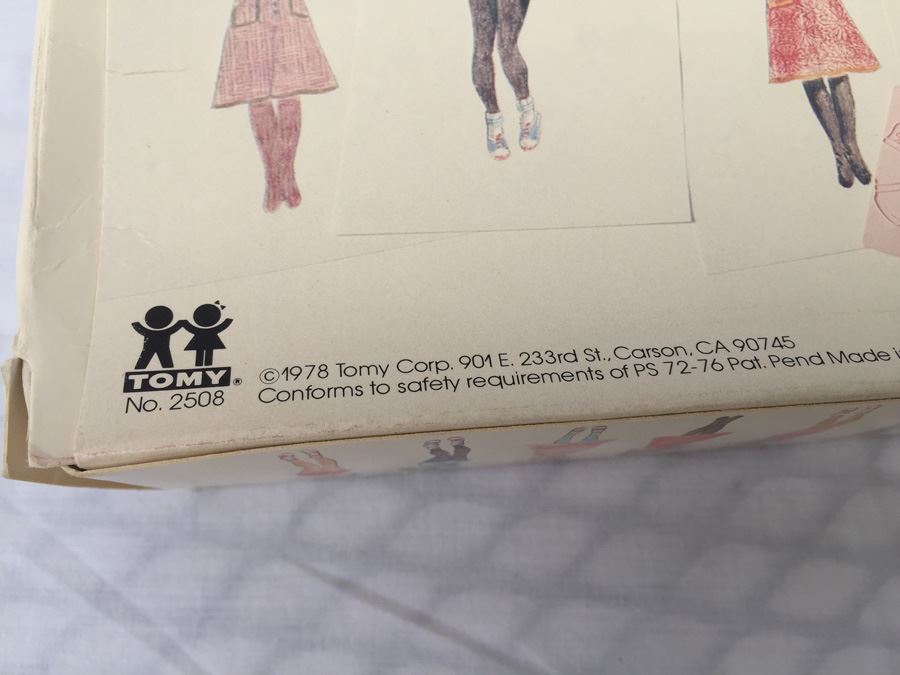 TOMY®
No. 2508
©1978 Tomy Corp. 901 E. 233rd St., Carson, CA 90745
Conforms to safety requirements of PS 72-76 Pat. Pend Made